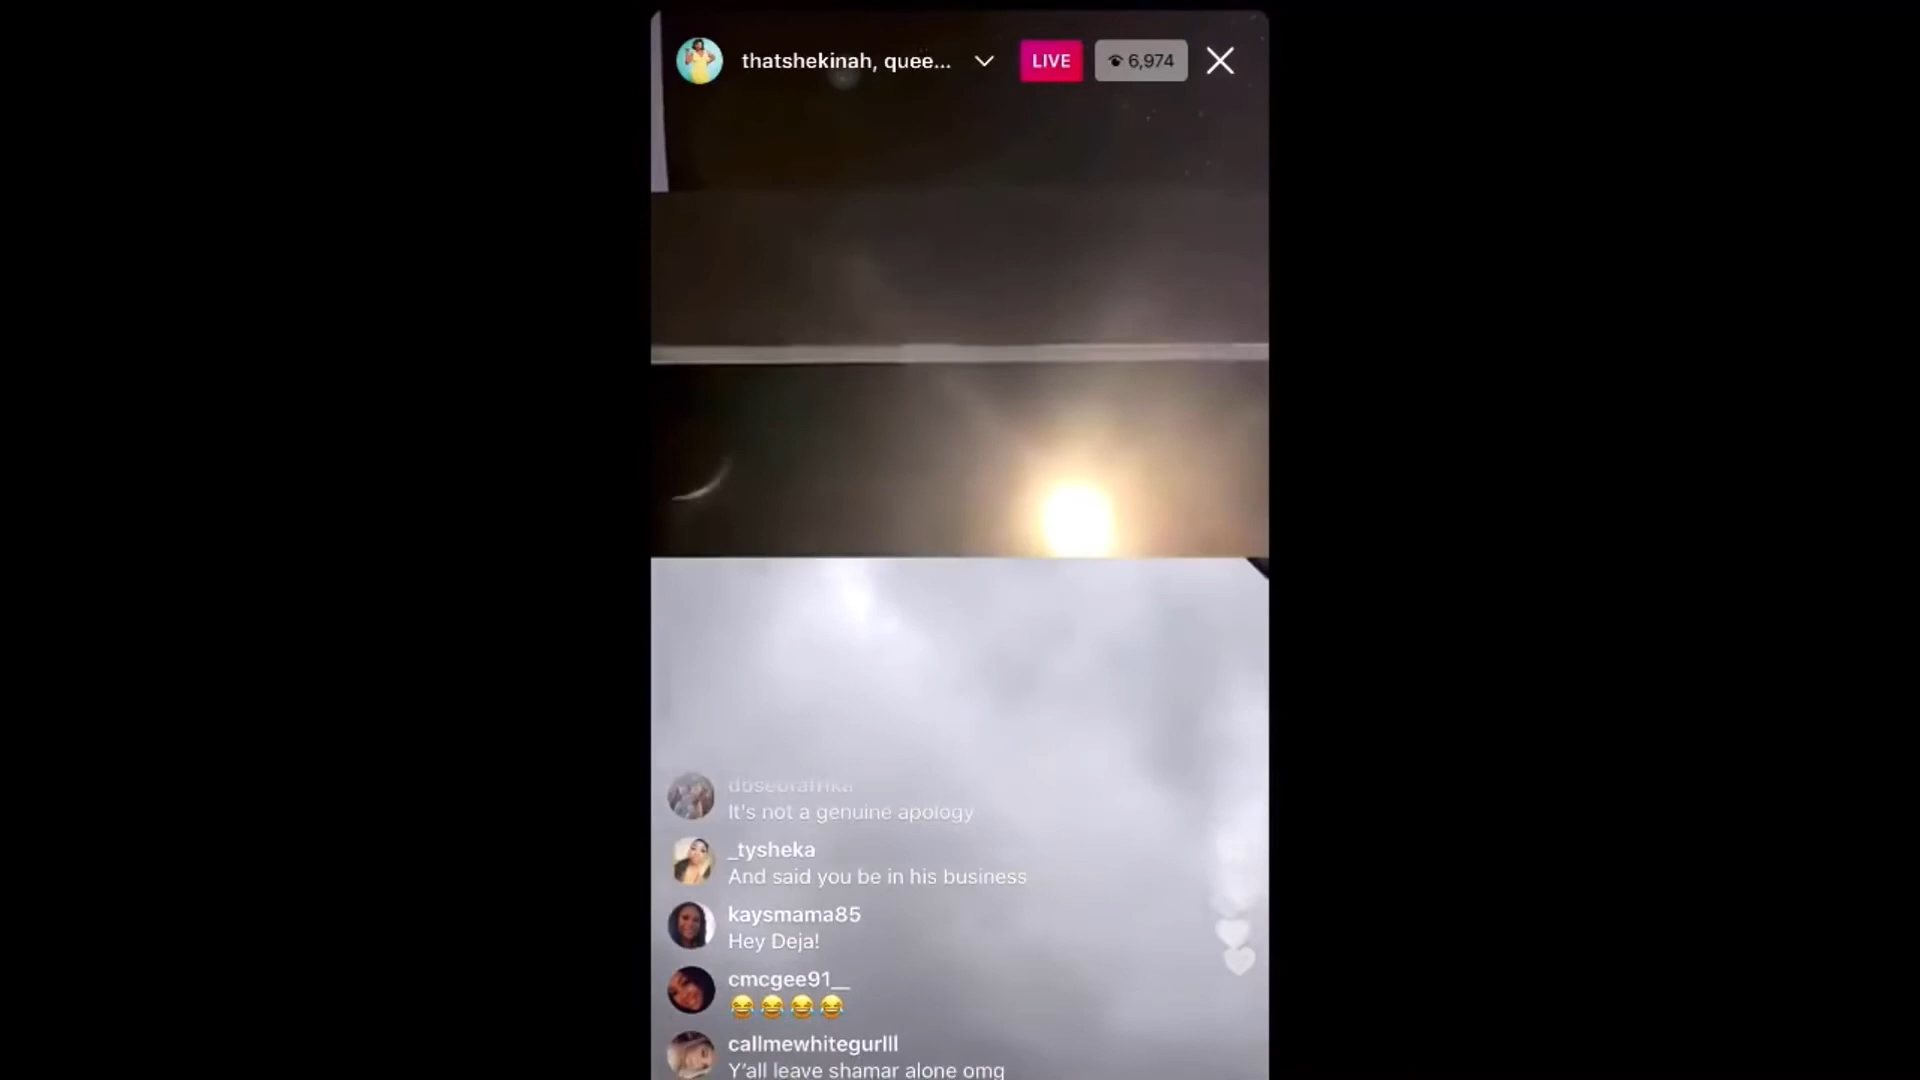 thatshekinah, quee...
LIVE
6,974
It's not a genuine apology
_tysheka
And said you be in his business
kaysmama85
Hey Deja!
cmcgee91__
😂😂😂😂
callmewhitegurlll
Y'all leave shamar alone omg